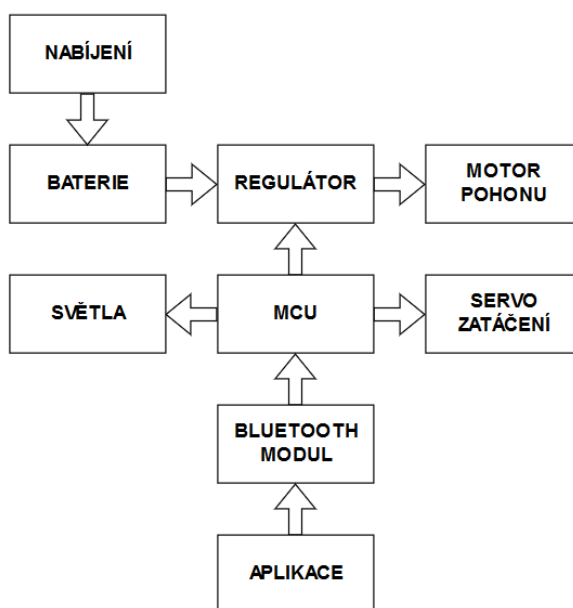 NABÍJENÍ
BATERIE
REGULÁTOR
MOTOR
POHONU
SVĚTLA
MCU
SERVO
ZATÁČENÍ
BLUETOOTH
MODUL
APLIKACE